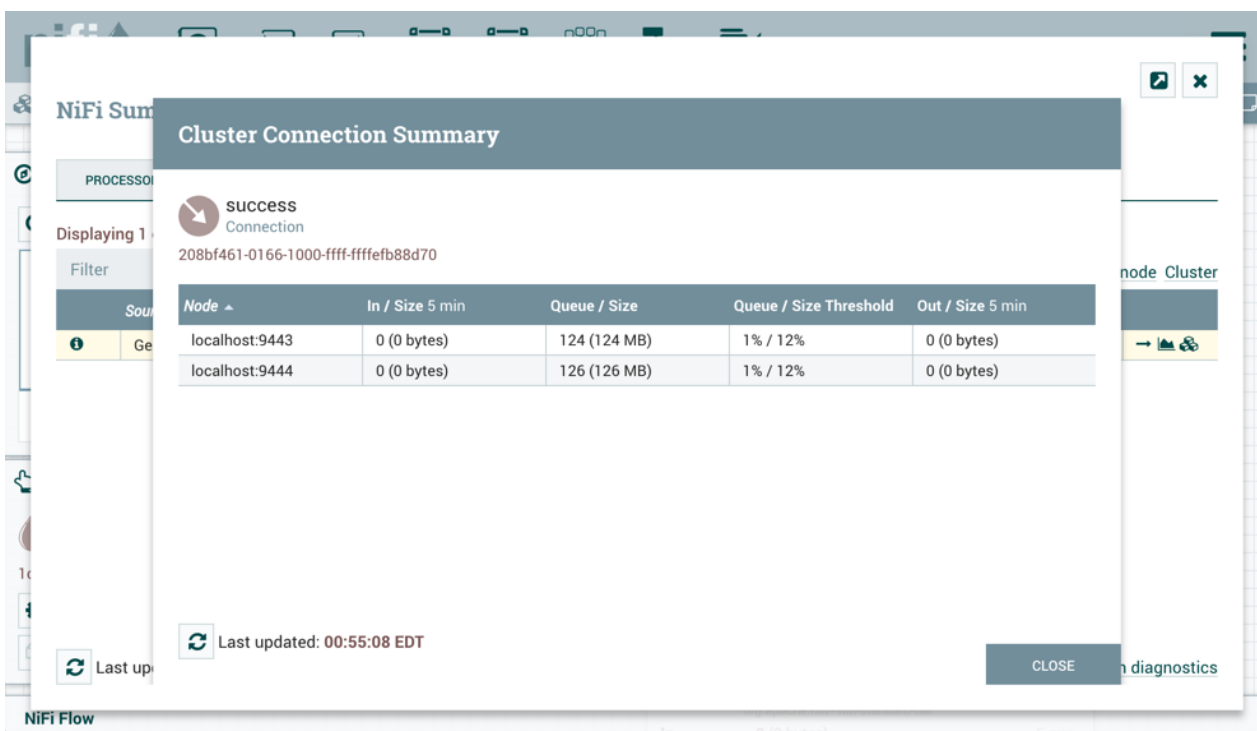 NiFi Sum
Cluster Connection Summary
PROCESSO
success
Connection
Displaying 1
208bf461-0166-1000-ffff-ffffefb88d70
Filter
node Cluster
Sour
Node In / Size 5 min Queue / Size Queue / Size Threshold Out / Size 5 min
Ge
localhost:9443 0 (0 bytes) 124 (124 MB) 1% / 12% 0 (0 bytes)
localhost:9444 0 (0 bytes) 126 (126 MB) 1% / 12% 0 (0 bytes)
Last updated: 00:55:08 EDT
CLOSE
Last up
diagnostics
NiFi Flow